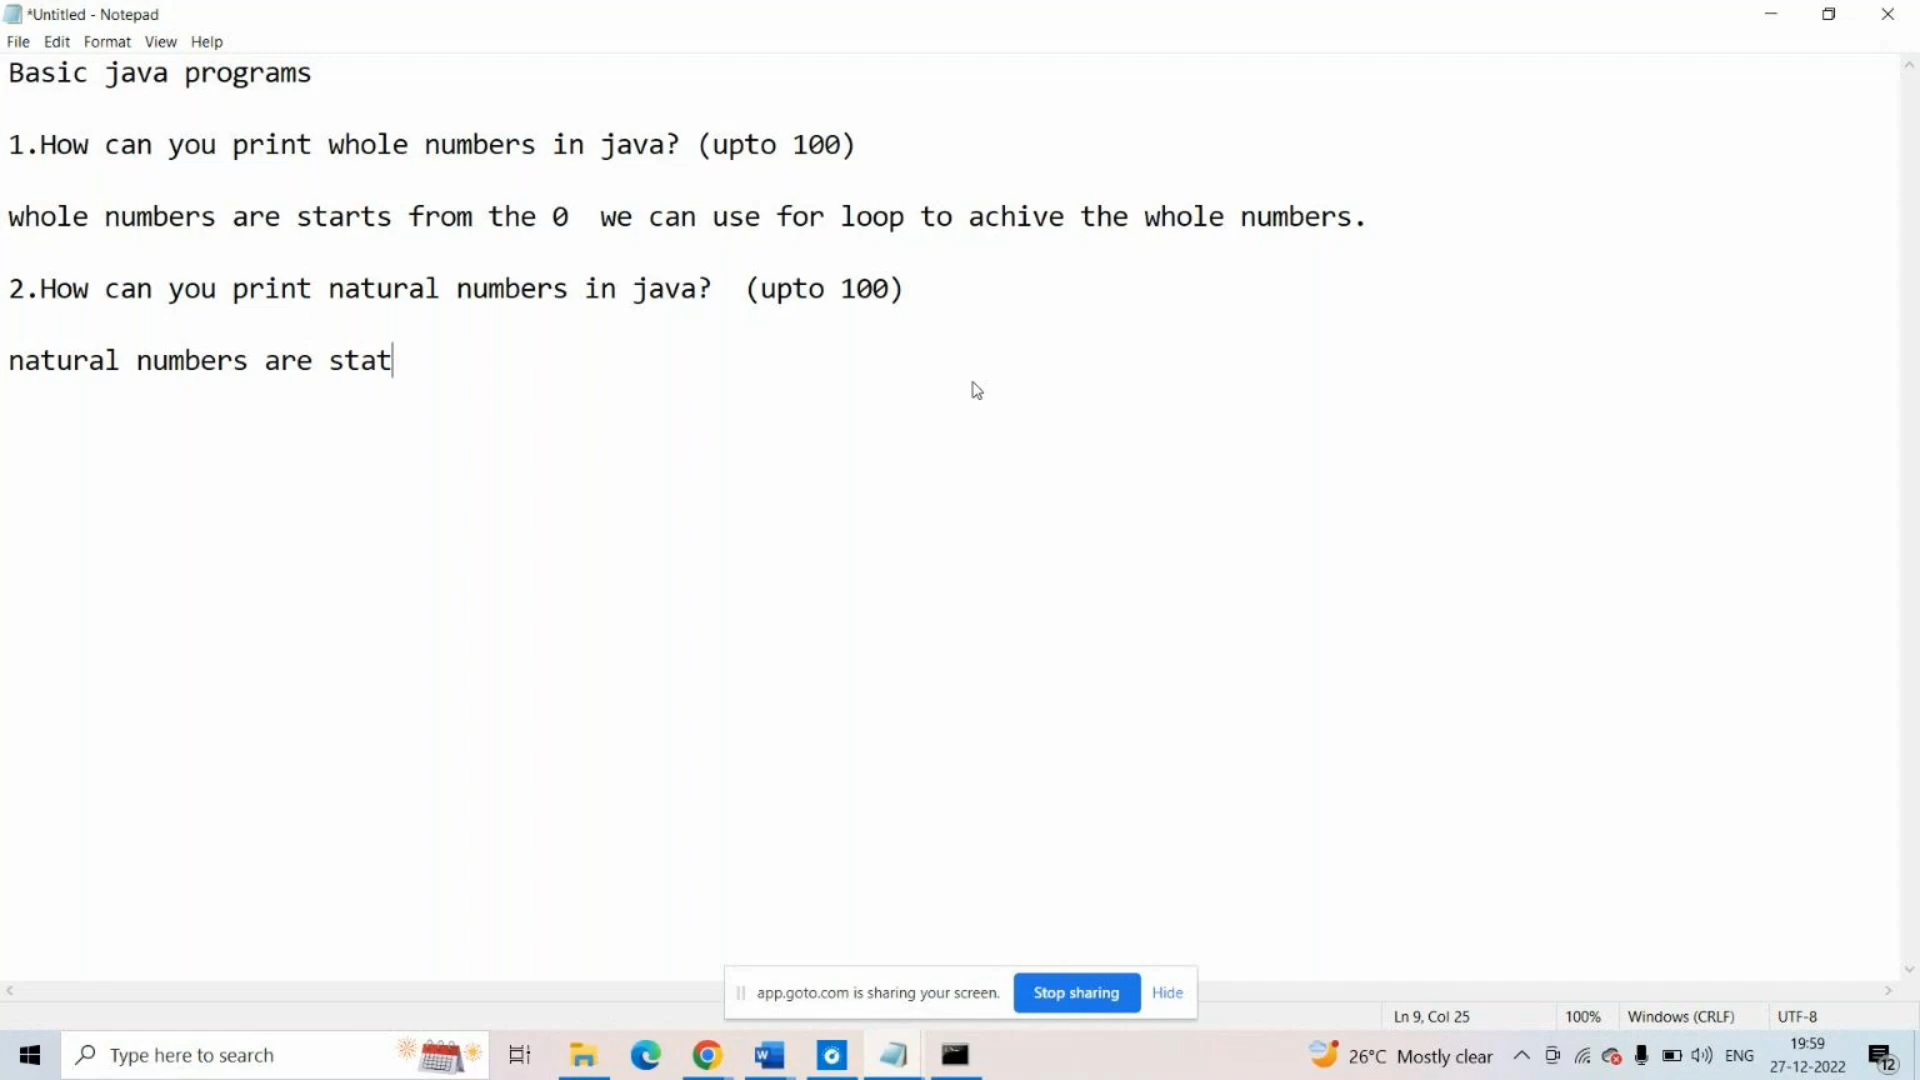 *Untitled - Notepad
File Edit Format View Help
Basic java programs
1.How can you print whole numbers in java? (upto 100)
whole numbers are starts from the 0  we can use for loop to achive the whole numbers.
2.How can you print natural numbers in java?  (upto 100)
natural numbers are stat
app.goto.com is sharing your screen. Stop sharing Hide
Ln 9, Col 25 100% Windows (CRLF) UTF-8
Type here to search 26°C Mostly clear ENG 19:59
27-12-2022 12